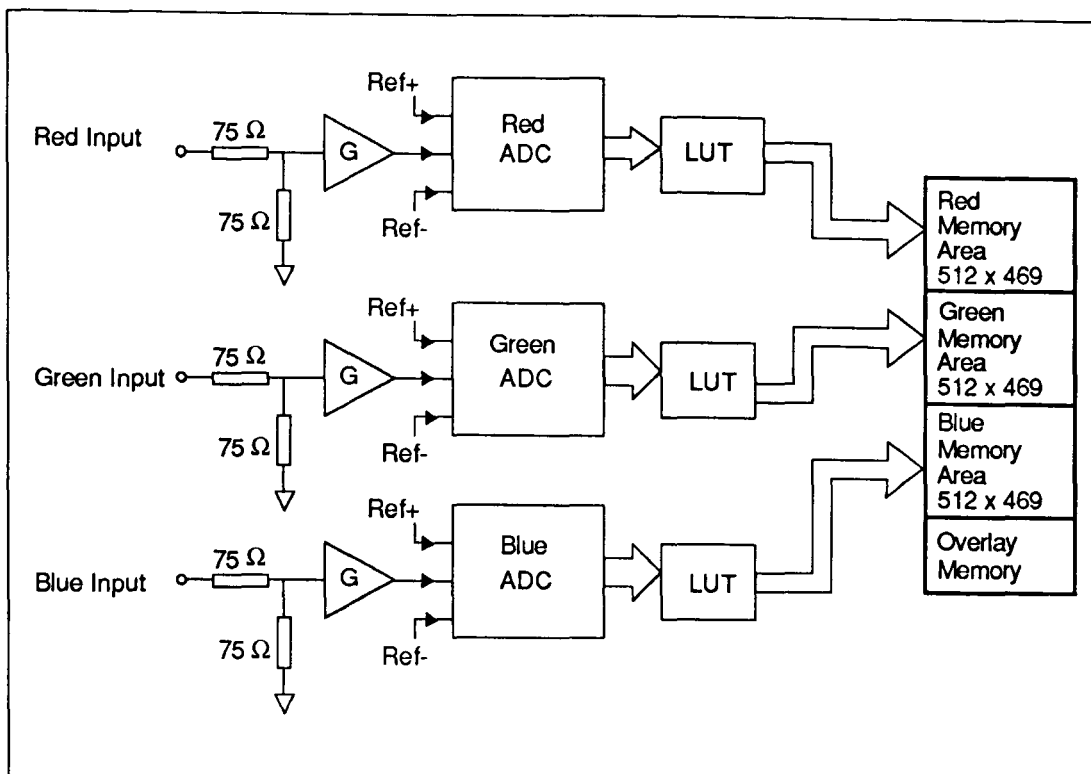 Ref+
Red Input
75 Ω
G
Red
ADC
LUT
75 Ω
Ref-
Red
Memory
Area
512 x 469
Ref+
Green Input
75 Ω
G
Green
ADC
LUT
75 Ω
Ref-
Green
Memory
Area
512 x 469
Ref+
Blue Input
75 Ω
G
Blue
ADC
LUT
75 Ω
Ref-
Blue
Memory
Area
512 x 469
Overlay
Memory